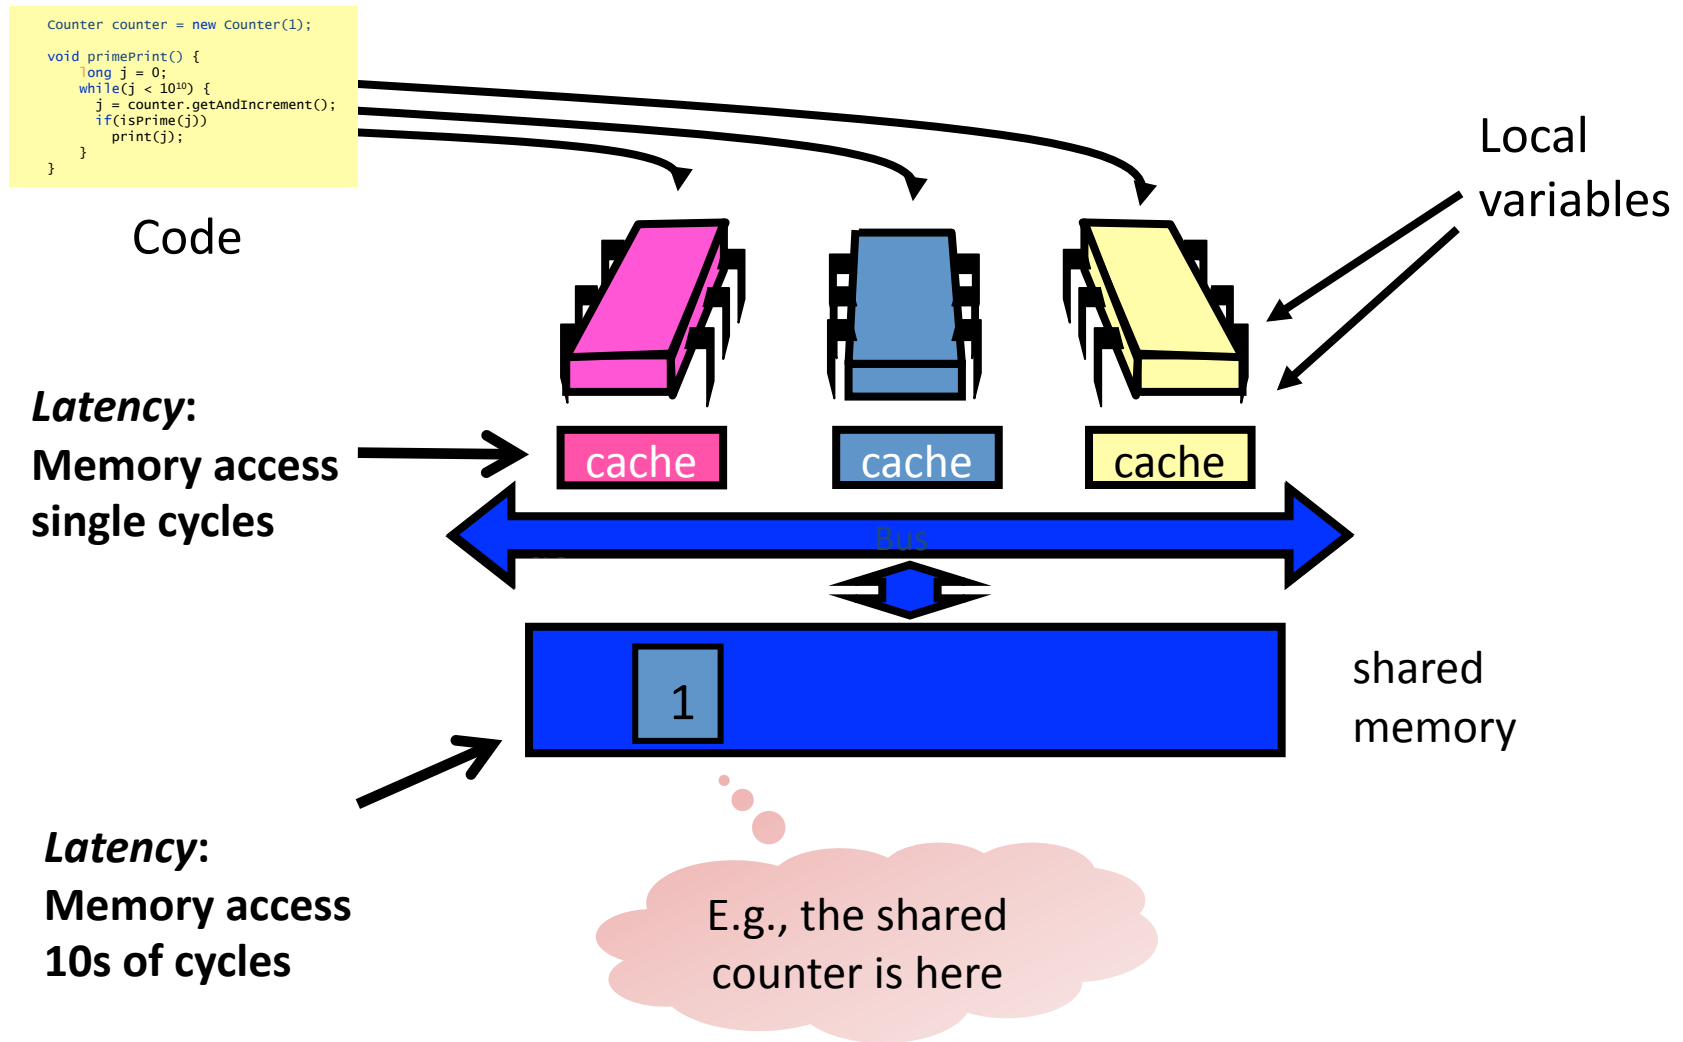 Counter counter = new Counter(1);
void primePrint() {
long j = 0;
while(j < 10¹⁰) {
j = counter.getAndIncrement();
if(isPrime(j))
print(j);
}
}
Code
Local
variables
Latency:
Memory access
single cycles
cache
cache
cache
Bus
1
shared
memory
Latency:
Memory access
10s of cycles
E.g., the shared
counter is here